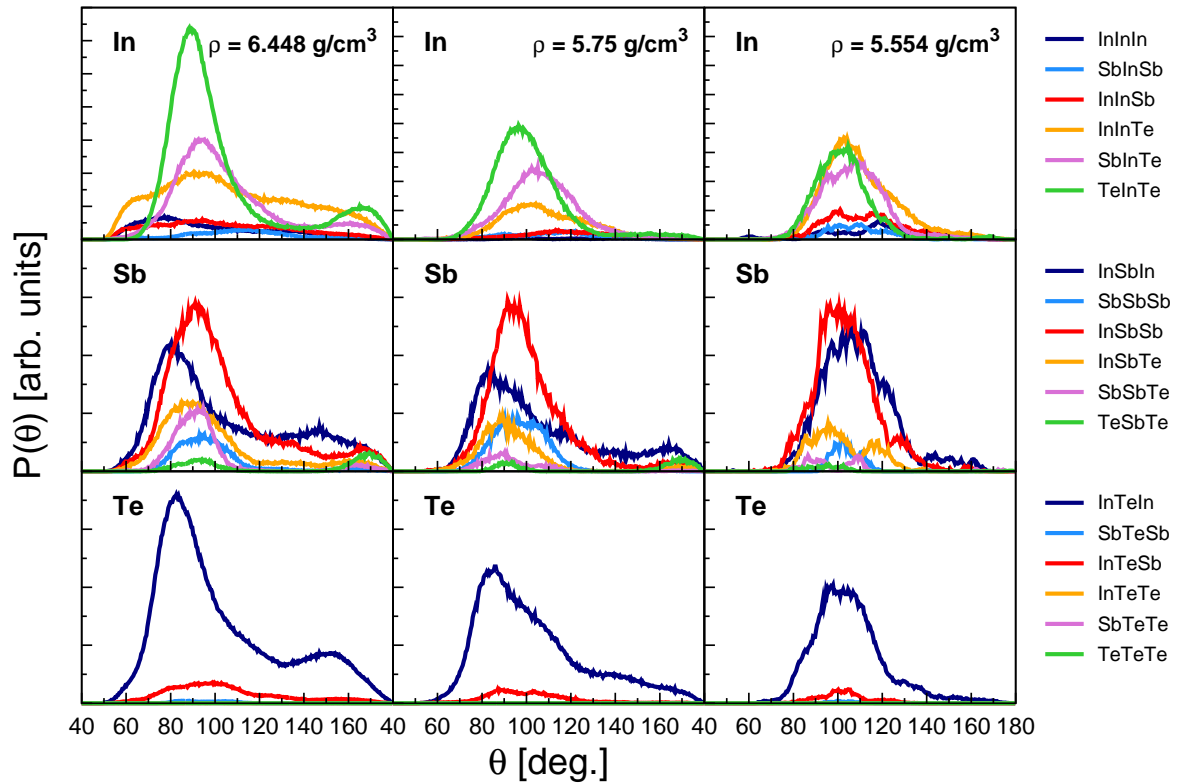 In ρ = 6.448 g/cm³
In ρ = 5.75 g/cm³
In ρ = 5.554 g/cm³
InInIn
SbInSb
InInSb
InInTe
SbInTe
TeInTe
Sb
Sb
Sb
InSbIn
SbSbSb
InSbSb
InSbTe
SbSbTe
TeSbTe
P(θ) [arb. units]
Te
Te
Te
InTeIn
SbTeSb
InTeSb
InTeTe
SbTeTe
TeTeTe
40 60 80 100 120 140 160 40 60 80 100 120 140 160 40 60 80 100 120 140 160 180
θ [deg.]